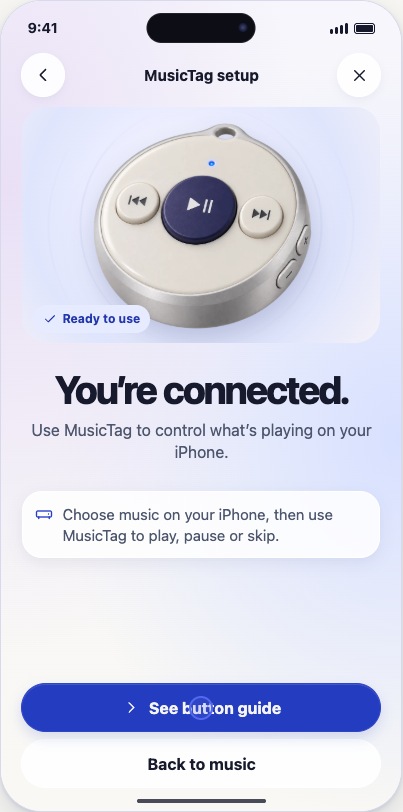 9:41
MusicTag setup
Ready to use
You're connected.
Use MusicTag to control what's playing on your
iPhone.
Choose music on your iPhone, then use
MusicTag to play, pause or skip.
See button guide
Back to music